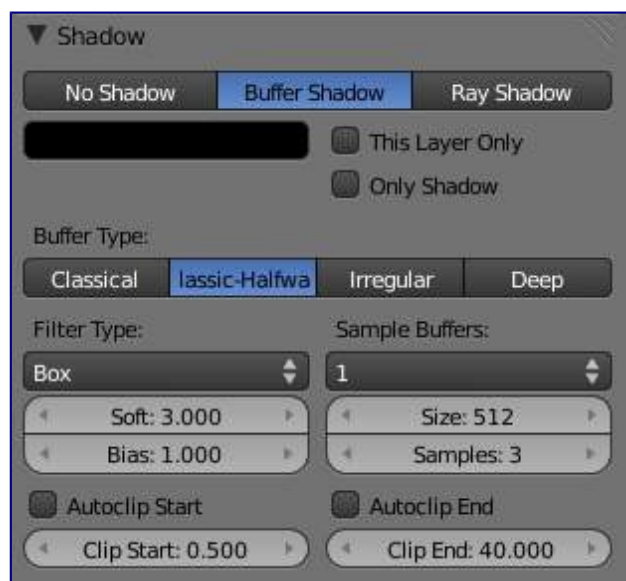 Shadow
No Shadow Buffer Shadow Ray Shadow
This Layer Only
Only Shadow
Buffer Type:
Classical lassic-Halfwa Irregular Deep
Filter Type: Sample Buffers:
Box 1
Soft: 3.000 Size: 512
Bias: 1.000 Samples: 3
Autoclip Start Autoclip End
Clip Start: 0.500 Clip End: 40.000